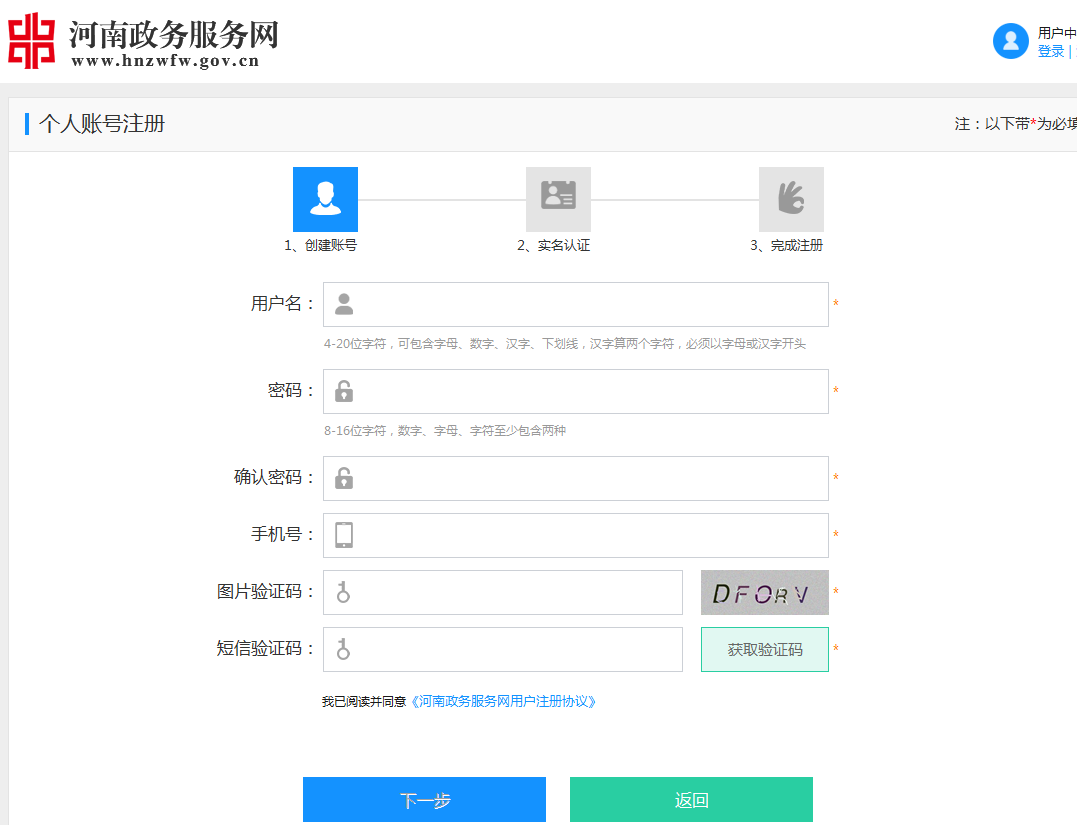 河南政务服务网
www.hnzwfw.gov.cn
用户中
登录 |
个人账号注册
注：以下带*为必填
1、创建账号
2、实名认证
3、完成注册
用户名：
*
4-20位字符，可包含字母、数字、汉字、下划线，汉字算两个字符，必须以字母或汉字开头
密码：
*
8-16位字符，数字、字母、字符至少包含两种
确认密码：
*
手机号：
*
图片验证码：
DFORV
*
短信验证码：
获取验证码
*
我已阅读并同意《河南政务服务网用户注册协议》
下一步
返回